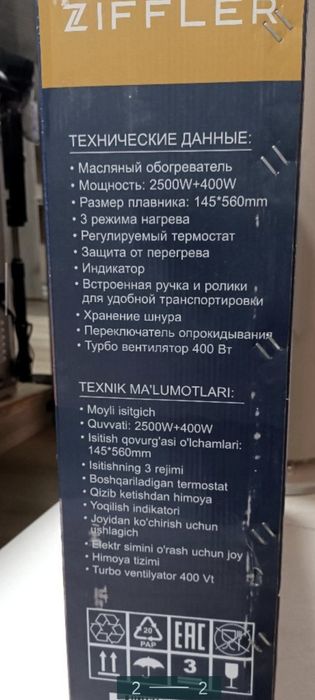 ZIFFLER
ТЕХНИЧЕСКИЕ ДАННЫЕ:
• Масляный обогреватель
• Мощность: 2500W+400W
• Размер плавника: 145*560mm
• 3 режима нагрева
• Регулируемый термостат
• Защита от перегрева
• Индикатор
• Встроенная ручка и ролики
для удобной транспортировки
• Хранение шнура
• Переключатель опрокидывания
• Турбо вентилятор 400 Вт
TEXNIK MA'LUMOTLARI:
• Moyli isitgich
• Quvvati: 2500W+400W
• Isitish qovurg'asi o'lchamlari:
145*560mm
• Isitishning 3 rejimi
• Boshqariladigan termostat
• Qizib ketishdan himoya
• Yoqilish indikatori
• Joyidan ko'chirish uchun
ushlagich
• Elektr simini o'rash uchun joy
• Himoya tizimi
• Turbo ventilyator 400 Vt
20
PAP
EAC
3
2 2